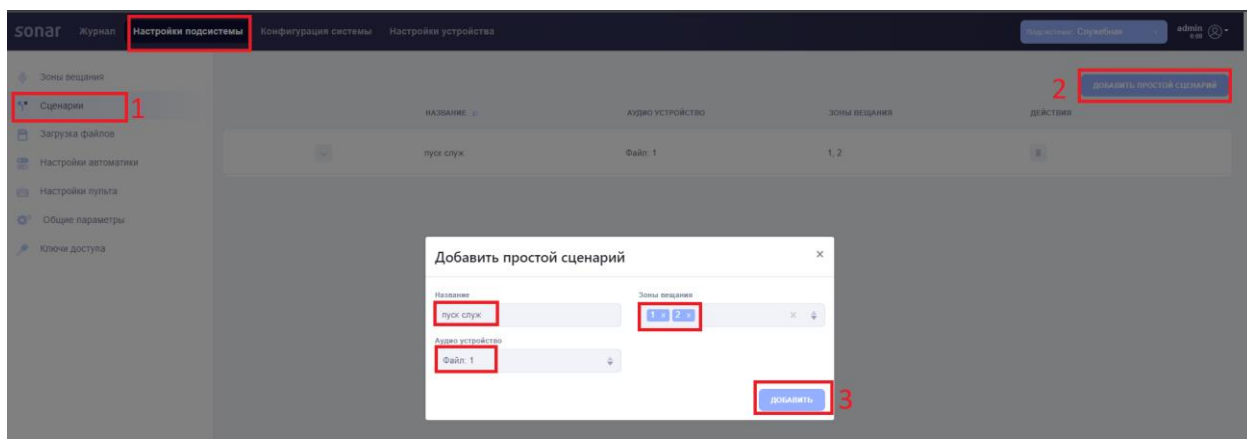 sonar Журнал Настройки подсистемы Конфигурация системы Настройки устройства Подсистема: Служебная admin
Зоны вещания
2 ДОБАВИТЬ ПРОСТОЙ СЦЕНАРИЙ
Сценарии 1
НАЗВАНИЕ АУДИО УСТРОЙСТВО ЗОНЫ ВЕЩАНИЯ ДЕЙСТВИЯ
Загрузка файлов
пуск служ Файл: 1 1, 2
Настройки автоматики
Настройки пульта
Общие параметры
Ключи доступа
Добавить простой сценарий ×
Название Зоны вещания
пуск служ 1 × 2 × ×
Аудио устройство
Файл: 1
ДОБАВИТЬ 3